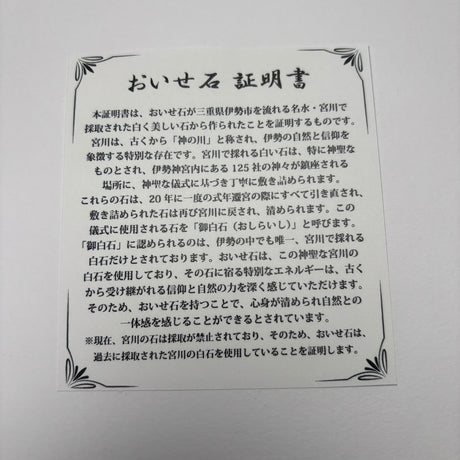 おいせ石 証明書
本証明書は、おいせ石が三重県伊勢市を流れる名水・宮川で
採取された白く美しい石から作られたことを証明するものです。
宮川は、古くから「神の川」と称され、伊勢の自然と信仰を
象徴する特別な存在です。宮川で採れる白い石は、特に神聖な
ものとされ、伊勢神宮内にある125社の神々が鎮座される
場所に、神聖な儀式に基づき丁寧に敷き詰められます。
これらの石は、20年に一度の式年遷宮の際にすべて引き直され、
敷き詰められた石は再び宮川に戻され、清められます。この
儀式に使用される石を「御白石（おしらいし）」と呼びます。
「御白石」に認められるのは、伊勢の中でも唯一、宮川で採れる
白石だけとされております。おいせ石は、この神聖な宮川の
白石を使用しており、その石に宿る特別なエネルギーは、古く
から受け継がれる信仰と自然の力を深く感じていただけます。
そのため、おいせ石を持つことで、心身が清められ自然との
一体感を感じることができるとされています。
※現在、宮川の石は採取が禁止されており、そのため、おいせ石は、
過去に採取された宮川の白石を使用していることを証明します。